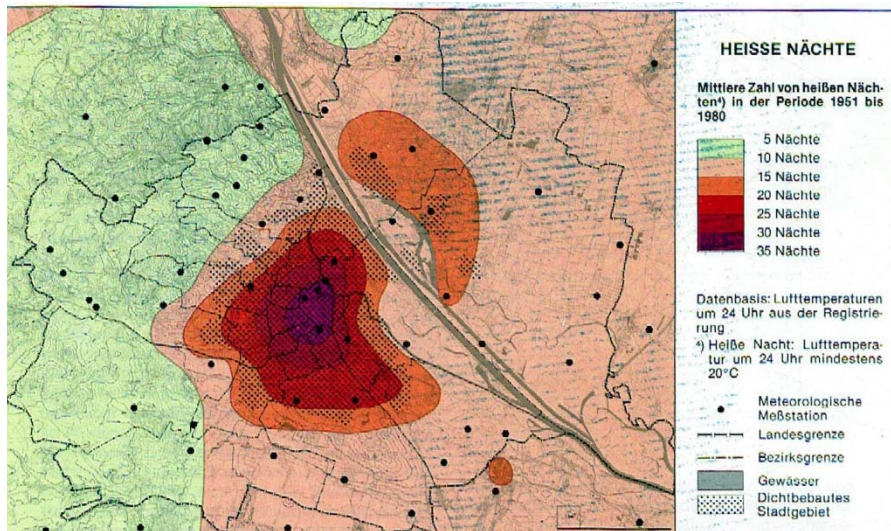 HEISSE NÄCHTE
Mittlere Zahl von heißen Näch-
ten⁴) in der Periode 1951 bis
1980
5 Nächte
10 Nächte
15 Nächte
20 Nächte
25 Nächte
30 Nächte
35 Nächte
Datenbasis: Lufttemperaturen
um 24 Uhr aus der Registrie-
rung
⁴) Heiße Nacht: Lufttempera-
tur um 24 Uhr mindestens
20°C
Meteorologische
Meßstation
Landesgrenze
Bezirksgrenze
Gewässer
Dichtbebautes
Stadtgebiet